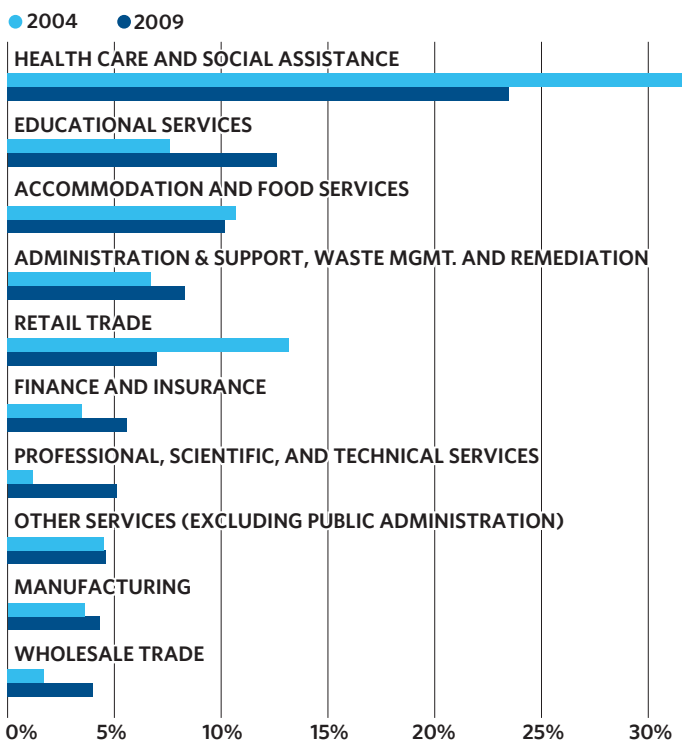 2004 2009
HEALTH CARE AND SOCIAL ASSISTANCE
EDUCATIONAL SERVICES
ACCOMMODATION AND FOOD SERVICES
ADMINISTRATION & SUPPORT, WASTE MGMT. AND REMEDIATION
RETAIL TRADE
FINANCE AND INSURANCE
PROFESSIONAL, SCIENTIFIC, AND TECHNICAL SERVICES
OTHER SERVICES (EXCLUDING PUBLIC ADMINISTRATION)
MANUFACTURING
WHOLESALE TRADE
0% 5% 10% 15% 20% 25% 30%